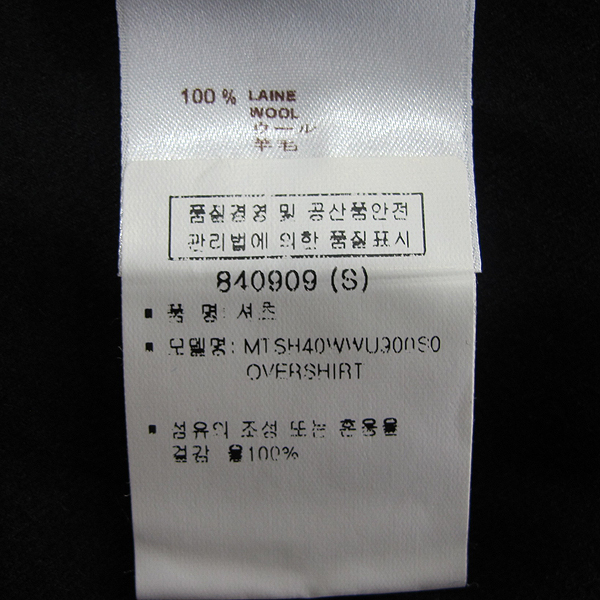 100 % LAINE
WOOL
ウール
羊毛
품질경영 및 공산품안전
관리법에 의한 품질표시
840909 (S)
▪ 품 명: 셔츠
▪ 모델명: MTSH40WWU900S0
OVERSHIRT
▪ 섬유의 조성 또는 혼용율
겉감 울100%